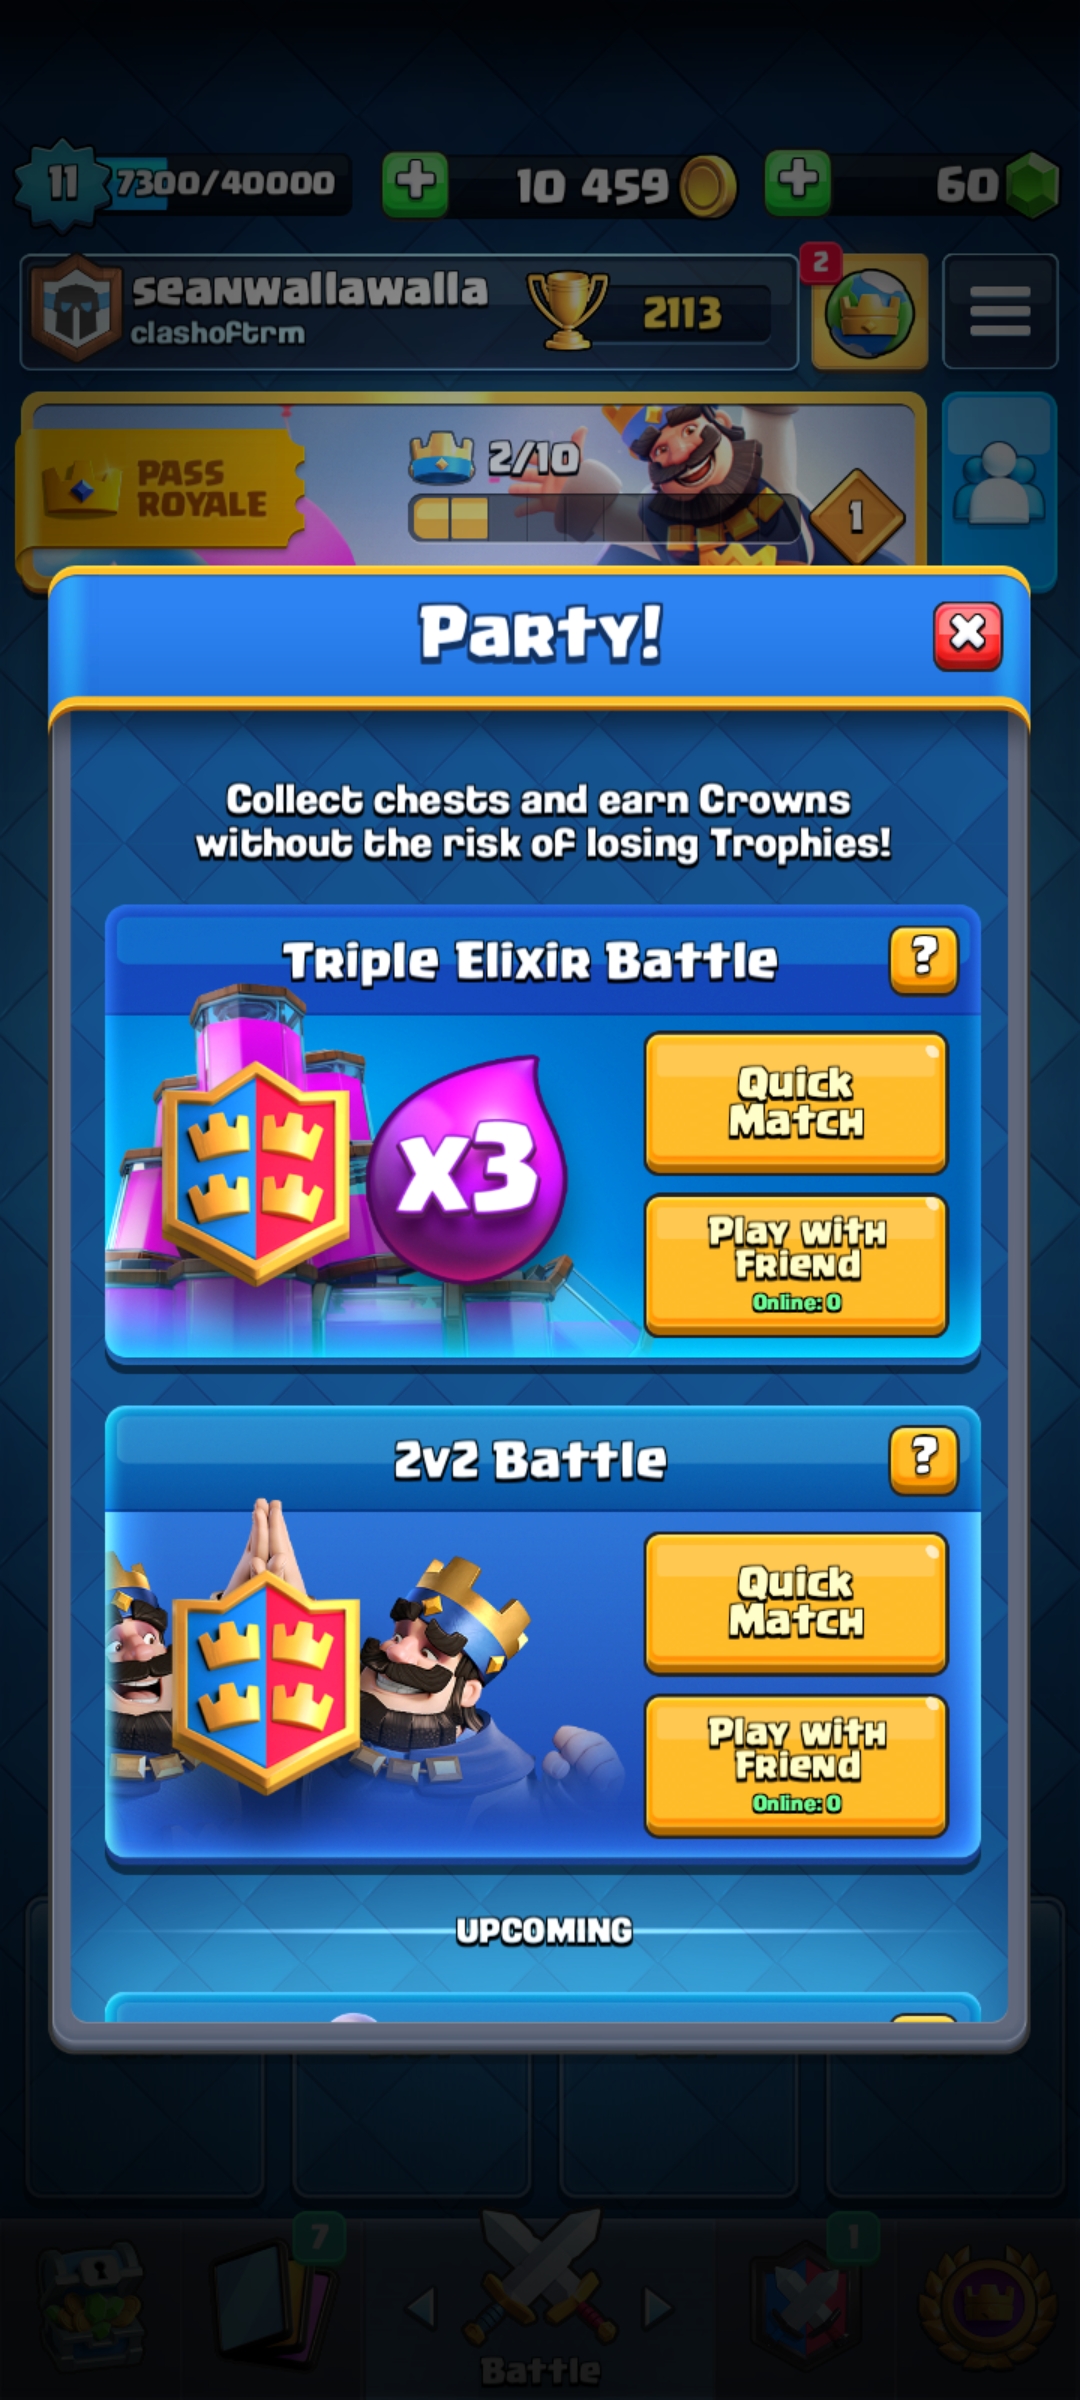 11 7300/40000 10 459 60
seanwallawalla 2113 2
clashoftrm
PASS
ROYALE
2/10
1
Party!
Collect chests and earn Crowns
without the risk of losing Trophies!
Triple Elixir Battle ?
x3
Quick
Match
Play with
Friend
Online: 0
2v2 Battle ?
Quick
Match
Play with
Friend
Online: 0
UPCOMING
7
1
Battle